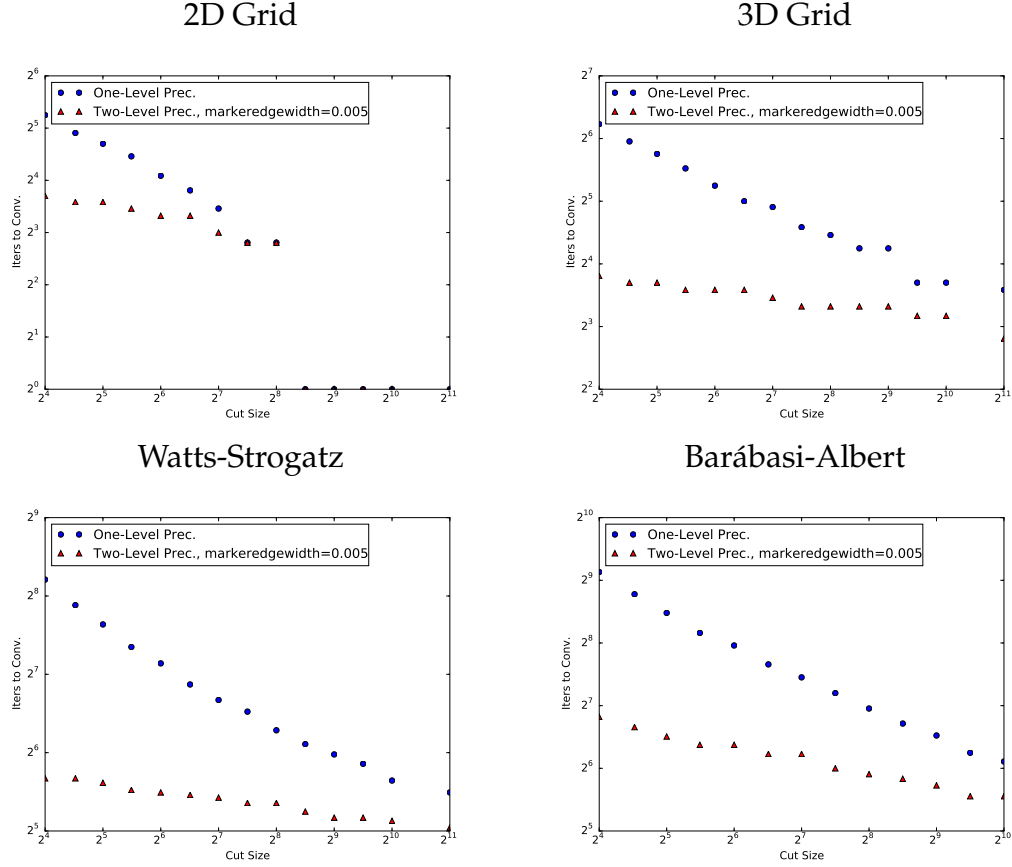 2D Grid
2^6
2^5
2^4
2^3
2^2
2^1
2^0
Iters to Conv.
One-Level Prec.
Two-Level Prec., markeredgewidth=0.005
2^4 2^5 2^6 2^7 2^8 2^9 2^10 2^11
Cut Size
3D Grid
2^7
2^6
2^5
2^4
2^3
2^2
Iters to Conv.
One-Level Prec.
Two-Level Prec., markeredgewidth=0.005
2^4 2^5 2^6 2^7 2^8 2^9 2^10 2^11
Cut Size
Watts-Strogatz
2^9
2^8
2^7
2^6
2^5
Iters to Conv.
One-Level Prec.
Two-Level Prec., markeredgewidth=0.005
2^4 2^5 2^6 2^7 2^8 2^9 2^10 2^11
Cut Size
Barábasi-Albert
2^10
2^9
2^8
2^7
2^6
2^5
Iters to Conv.
One-Level Prec.
Two-Level Prec., markeredgewidth=0.005
2^4 2^5 2^6 2^7 2^8 2^9 2^10
Cut Size